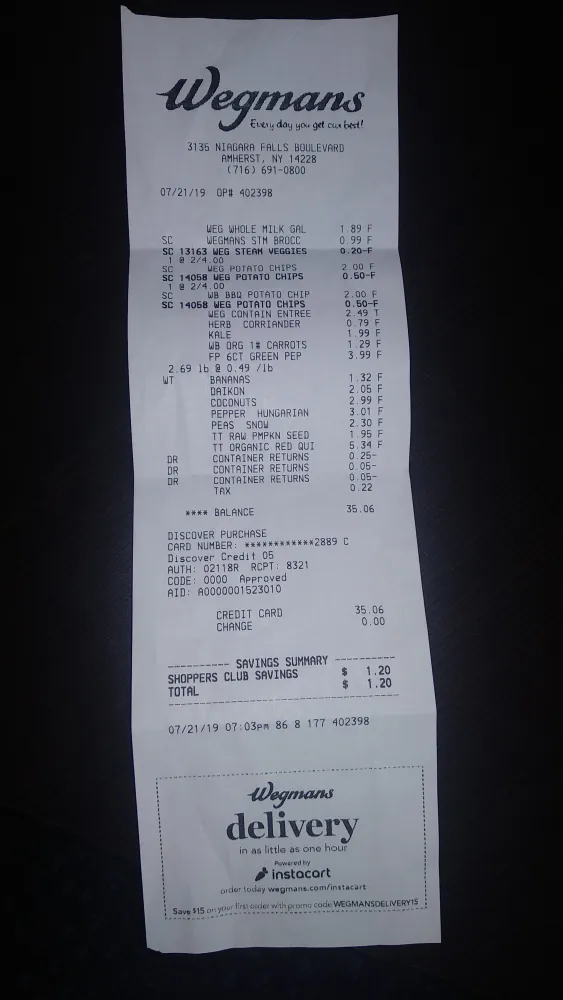 Wegmans
Every day you get our best!
3135 NIAGARA FALLS BOULEVARD
AMHERST, NY 14228
(716) 691-0800
07/21/19 OP# 402398
WEG WHOLE MILK GAL 1.89 F
SC WEGMANS STM BROCC 0.99 F
SC 13163 WEG STEAM VEGGIES 0.20-F
1 @ 2/4.00
SC WEG POTATO CHIPS 2.00 F
SC 14058 WEG POTATO CHIPS 0.50-F
1 @ 2/4.00
SC WB BBQ POTATO CHIP 2.00 F
SC 14058 WEG POTATO CHIPS 0.50-F
WEG CONTAIN ENTREE 2.49 T
HERB CORRIANDER 0.79 F
KALE 1.99 F
WB ORG 1# CARROTS 1.29 F
FP 6CT GREEN PEP 3.99 F
2.69 lb @ 0.49 /lb
WT BANANAS 1.32 F
DAIKON 2.05 F
COCONUTS 2.99 F
PEPPER HUNGARIAN 3.01 F
PEAS SNOW 2.30 F
TT RAW PMPKN SEED 1.95 F
TT ORGANIC RED QUI 5.34 F
DR CONTAINER RETURNS 0.25-
DR CONTAINER RETURNS 0.05-
DR CONTAINER RETURNS 0.05-
TAX 0.22
**** BALANCE 35.06
DISCOVER PURCHASE
CARD NUMBER: ************2889 C
Discover Credit 05
AUTH: 02118R RCPT: 8321
CODE: 0000 Approved
AID: A0000001523010
CREDIT CARD 35.06
CHANGE 0.00
---------- SAVINGS SUMMARY ----------
SHOPPERS CLUB SAVINGS $ 1.20
TOTAL $ 1.20
07/21/19 07:03pm 86 8 177 402398
Wegmans
delivery
in as little as one hour
Powered by
instacart
order today wegmans.com/instacart
Save $15 on your first order with promo code WEGMANSDELIVERY15